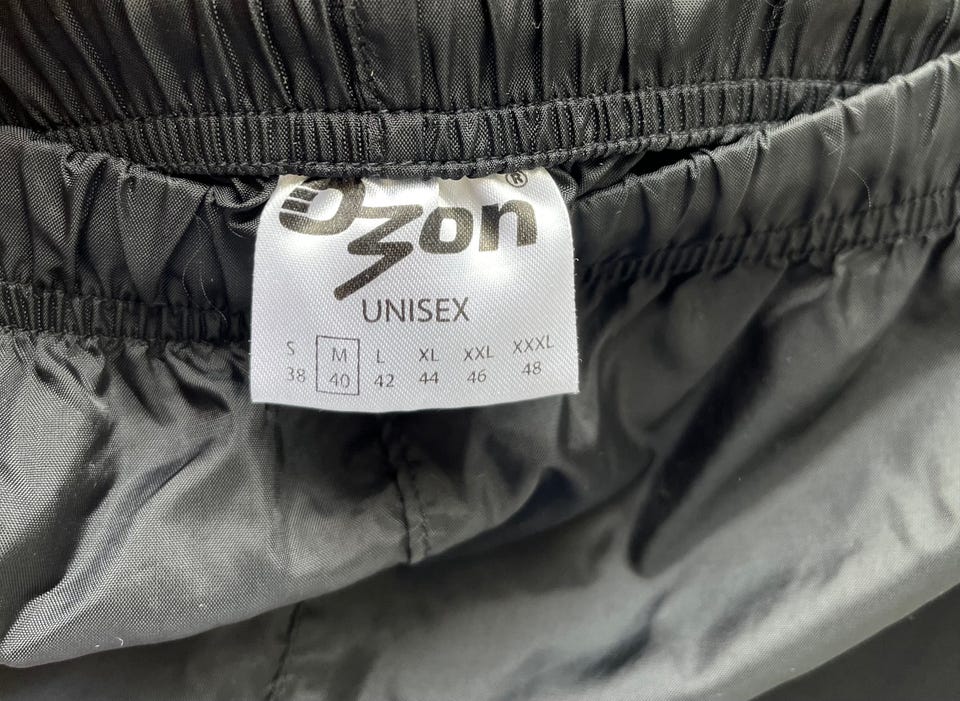 Ozon®
UNISEX
S M L XL XXL XXXL
38 40 42 44 46 48